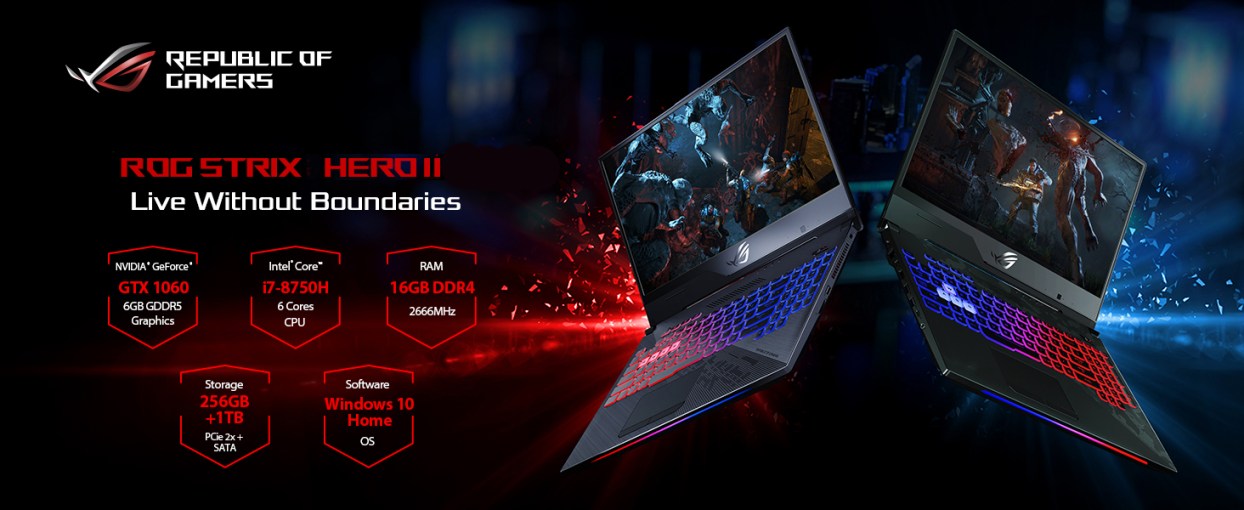 REPUBLIC OF
GAMERS
ROG STRIX HERO II
Live Without Boundaries
NVIDIA® GeForce®
GTX 1060
6GB GDDR5
Graphics
Intel® Core™
i7-8750H
6 Cores
CPU
RAM
16GB DDR4
2666MHz
Storage
256GB
+1TB
PCie 2x +
SATA
Software
Windows 10
Home
OS